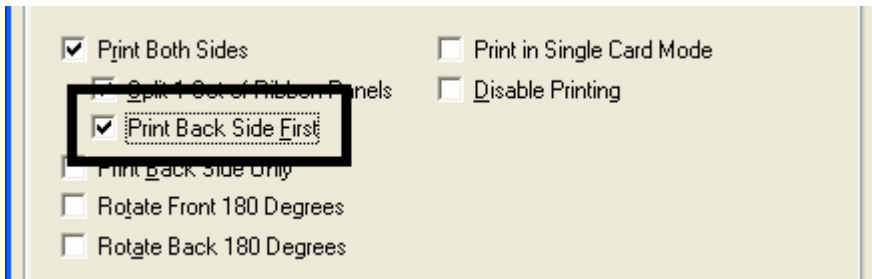 Print Both Sides
Split 1 Set of Ribbon Panels
Print Back Side First
Print Back Side Only
Rotate Front 180 Degrees
Rotate Back 180 Degrees
Print in Single Card Mode
Disable Printing